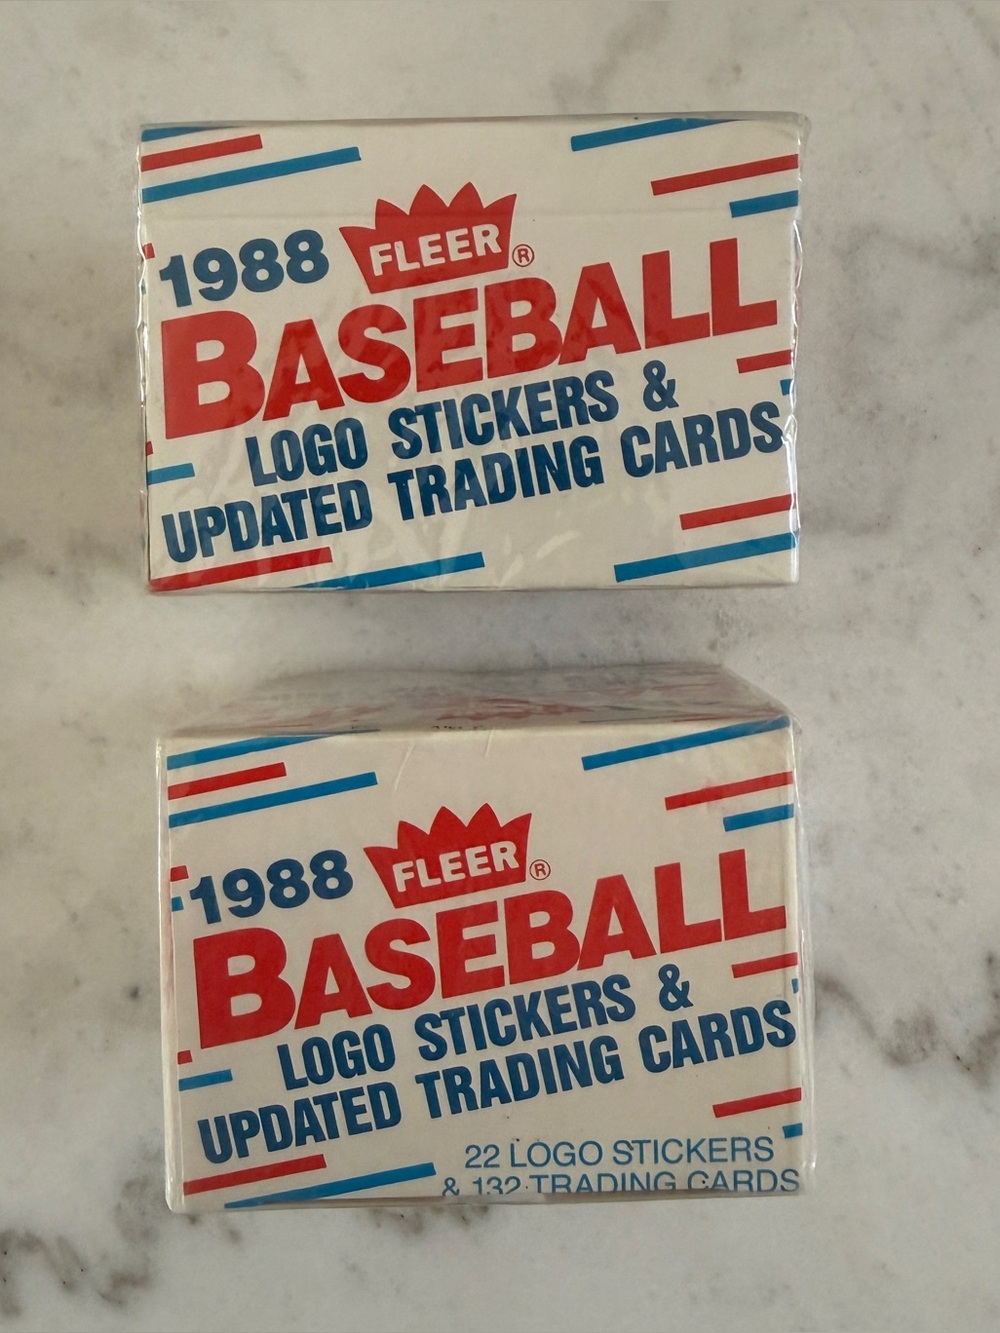 1988 FLEER®
BASEBALL
LOGO STICKERS &
UPDATED TRADING CARDS
1988 FLEER®
BASEBALL
LOGO STICKERS &
UPDATED TRADING CARDS
22 LOGO STICKERS
& 132 TRADING CARDS